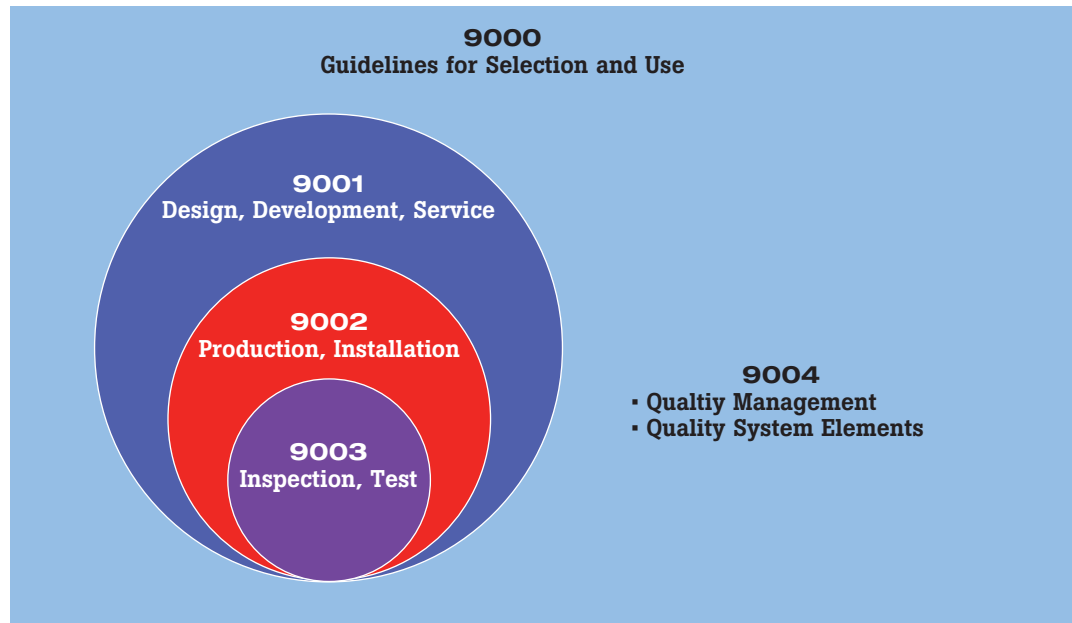 9000
Guidelines for Selection and Use
9001
Design, Development, Service
9002
Production, Installation
9003
Inspection, Test
9004
▪ Qualtiy Management
▪ Quality System Elements